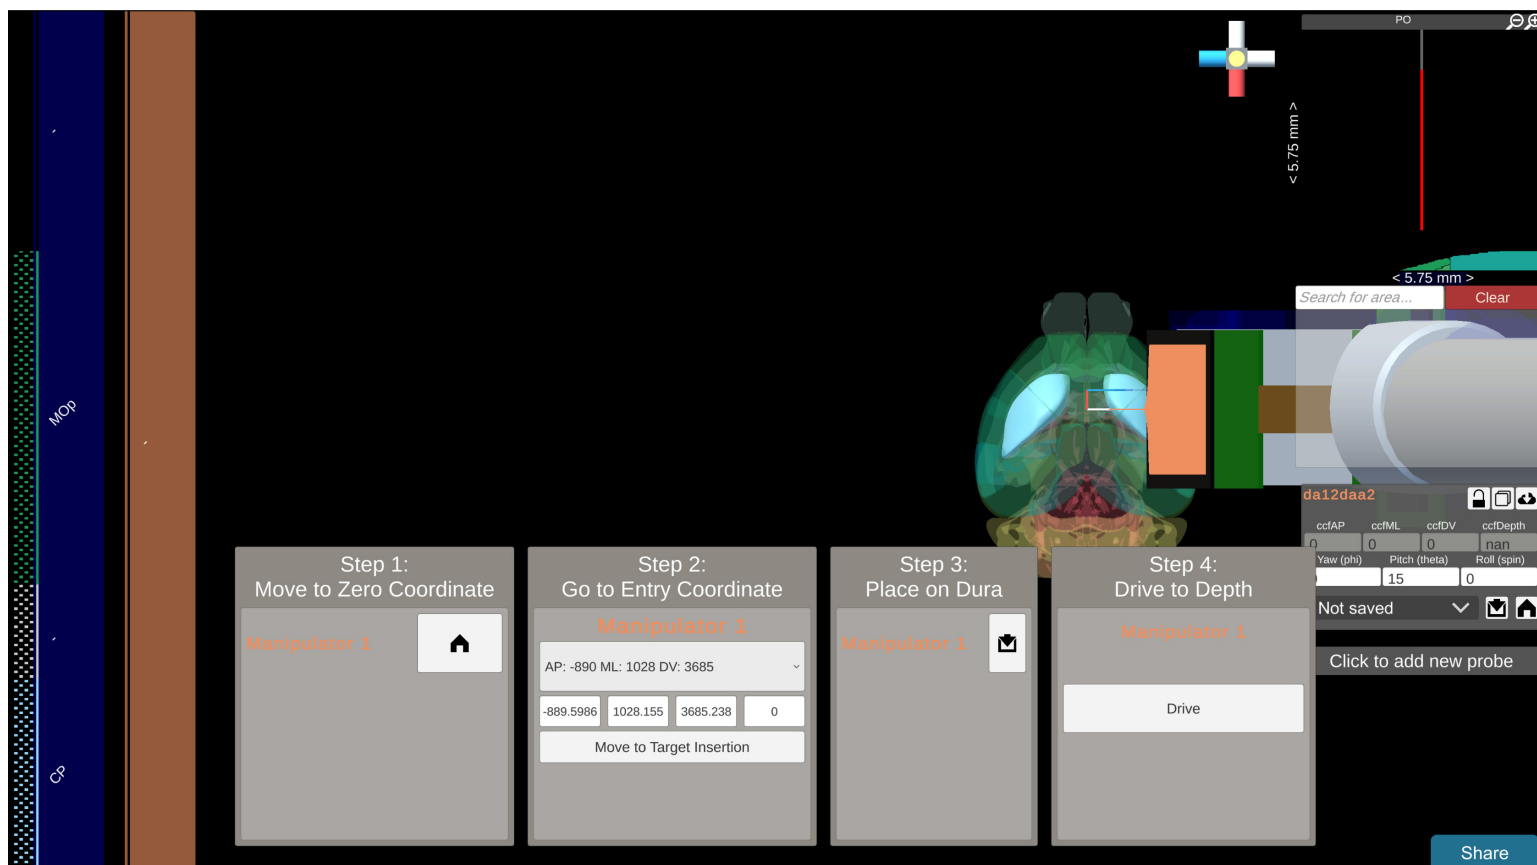 PO
< 5.75 mm >
< 5.75 mm >
Search for area...
Clear
MOp
CP
da12daa2
ccfAP
ccfML
ccfDV
ccfDepth
0
0
0
nan
Yaw (phi)
Pitch (theta)
Roll (spin)
15
0
Not saved
Click to add new probe
Step 1:
Move to Zero Coordinate
Manipulator 1
Step 2:
Go to Entry Coordinate
Manipulator 1
AP: -890 ML: 1028 DV: 3685
-889.5986
1028.155
3685.238
0
Move to Target Insertion
Step 3:
Place on Dura
Manipulator 1
Step 4:
Drive to Depth
Manipulator 1
Drive
Share